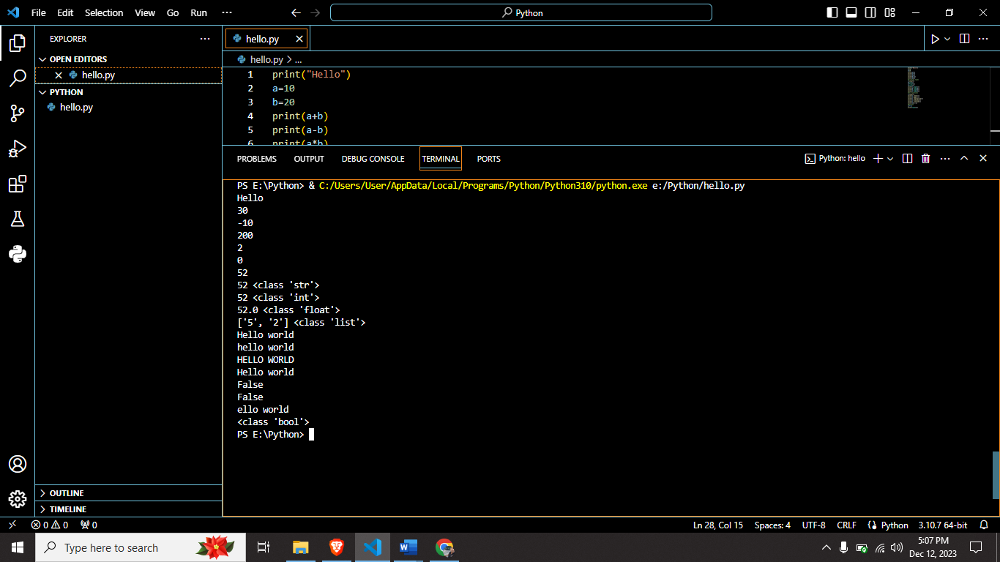 File Edit Selection View Go Run ···
Python
EXPLORER ···
OPEN EDITORS
hello.py
PYTHON
hello.py
OUTLINE
TIMELINE
hello.py
hello.py > ...
1 print("Hello")
2 a=10
3 b=20
4 print(a+b)
5 print(a-b)
6 print(a*b)
PROBLEMS OUTPUT DEBUG CONSOLE TERMINAL PORTS
Python: hello
PS E:\Python> & C:/Users/User/AppData/Local/Programs/Python/Python310/python.exe e:/Python/hello.py
Hello
30
-10
200
2
0
52
52 <class 'str'>
52 <class 'int'>
52.0 <class 'float'>
['5', '2'] <class 'list'>
Hello world
hello world
HELLO WORLD
Hello world
False
False
ello world
<class 'bool'>
PS E:\Python>
0 0 0
Ln 28, Col 15 Spaces: 4 UTF-8 CRLF Python 3.10.7 64-bit
Type here to search
5:07 PM
Dec 12, 2023